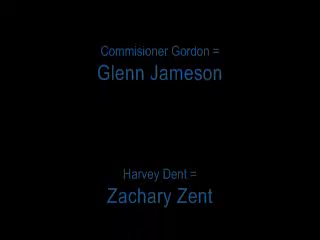 Commisioner Gordon =
Glenn Jameson
Harvey Dent =
Zachary Zent